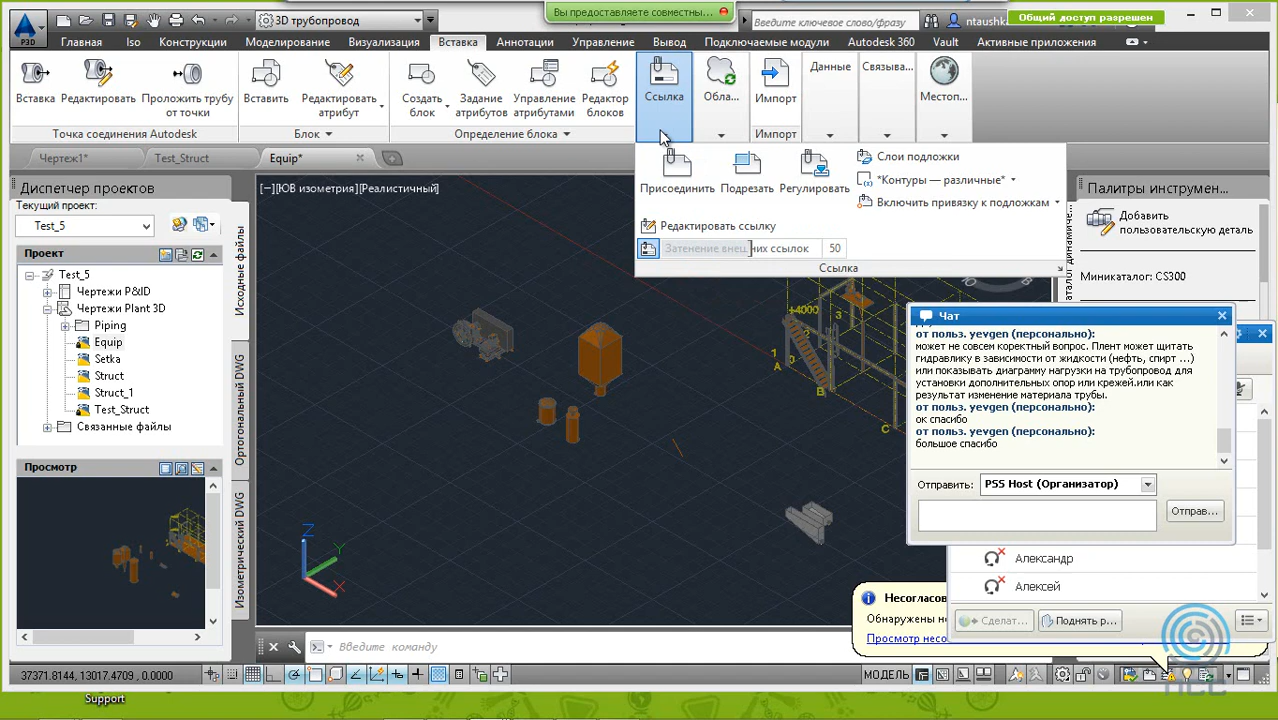 Вы предоставляете совместны...
3D трубопровод
Введите ключевое слово/фразу
ntaushk
Общий доступ разрешен
P3D
Главная
Iso
Конструкции
Моделирование
Визуализация
Вставка
Аннотации
Управление
Вывод
Подключаемые модули
Autodesk 360
Vault
Активные приложения
Вставка
Редактировать
Проложить трубу от точки
Вставить
Редактировать атрибут
Создать блок
Задание атрибутов
Управление атрибутами
Редактор блоков
Ссылка
Обла...
Импорт
Данные
Связыва...
Местоп...
Точка соединения Autodesk
Блок
Определение блока
Импорт
Чертеж1*
Test_Struct
Equip*
Присоединить
Подрезать
Регулировать
Слои подложки
*Контуры — различные*
Включить привязку к подложкам
Редактировать ссылку
Затенение внешних ссылок
50
Ссылка
Диспетчер проектов
Текущий проект:
Test_5
Проект
Test_5
Чертежи P&ID
Чертежи Plant 3D
Piping
Equip
Setka
Struct
Struct_1
Test_Struct
Связанные файлы
Просмотр
Исходные файлы
Ортогональный DWG
Изометрический DWG
[−][ЮВ изометрия][Реалистичный]
+4000
3
2
1
0
A
B
C
Ю
Z
Y
X
Палитры инструмен...
Добавить
пользовательскую деталь
Миникаталог: CS300
Чат
от польз. yevgen (персонально):
может не совсем коректный вопрос. Плент может щитать
гидравлику в зависимости от жидкости (нефть, спирт ...)
или показывать диаграмму нагрузки на трубопровод для
установки дополнительных опор или крежей.или как
результат изменение материала трубы.
от польз. yevgen (персонально):
ок спасибо
от польз. yevgen (персонально):
большое спасибо
Отправить:
PSS Host (Организатор)
Отправ...
Александр
Алексей
Сделат...
Поднять р...
Несогласов
Обнаружены не
Просмотр несо
Введите команду
37371.8144, 13017.4709, 0.0000
МОДЕЛЬ
Support